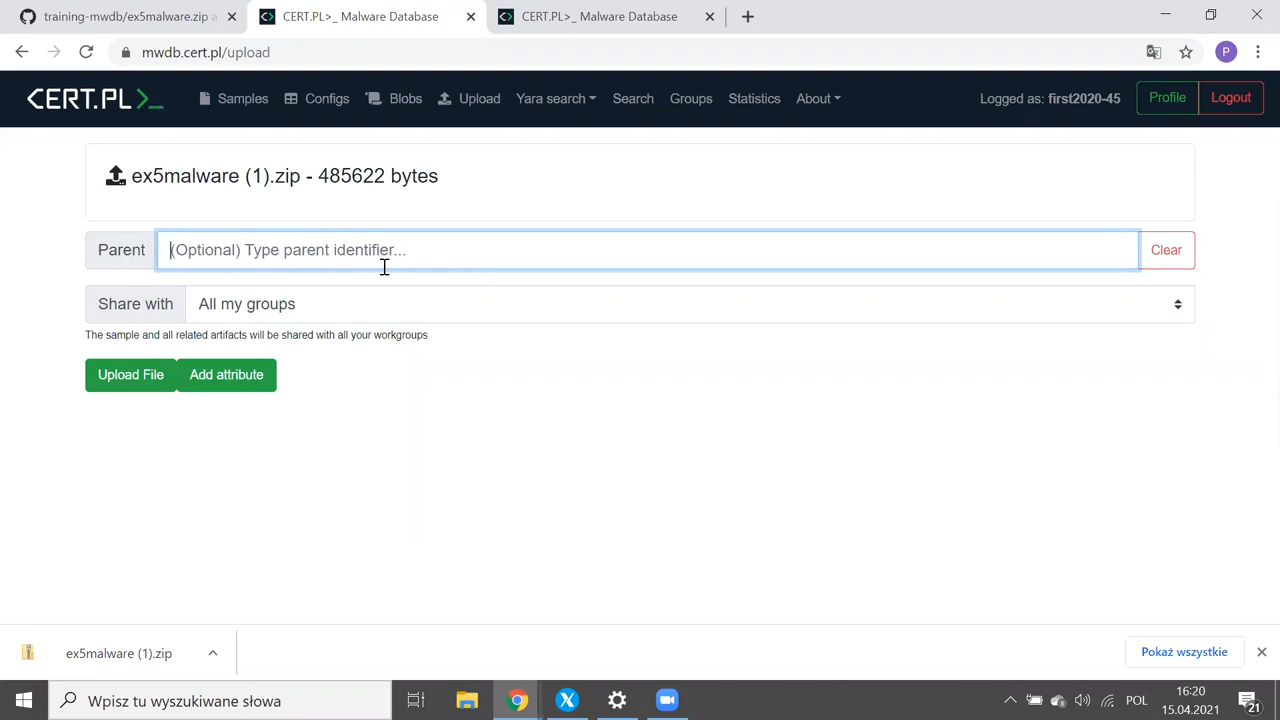 training-mwdb/ex5malware.zip a
CERT.PL>_ Malware Database
CERT.PL>_ Malware Database
mwdb.cert.pl/upload
P
CERT.PL>_
Samples
Configs
Blobs
Upload
Yara search
Search
Groups
Statistics
About
Logged as: first2020-45
Profile
Logout
ex5malware (1).zip - 485622 bytes
Parent
(Optional) Type parent identifier...
Clear
Share with
All my groups
The sample and all related artifacts will be shared with all your workgroups
Upload File
Add attribute
ex5malware (1).zip
Pokaż wszystkie
Wpisz tu wyszukiwane słowa
POL
16:20
15.04.2021
21